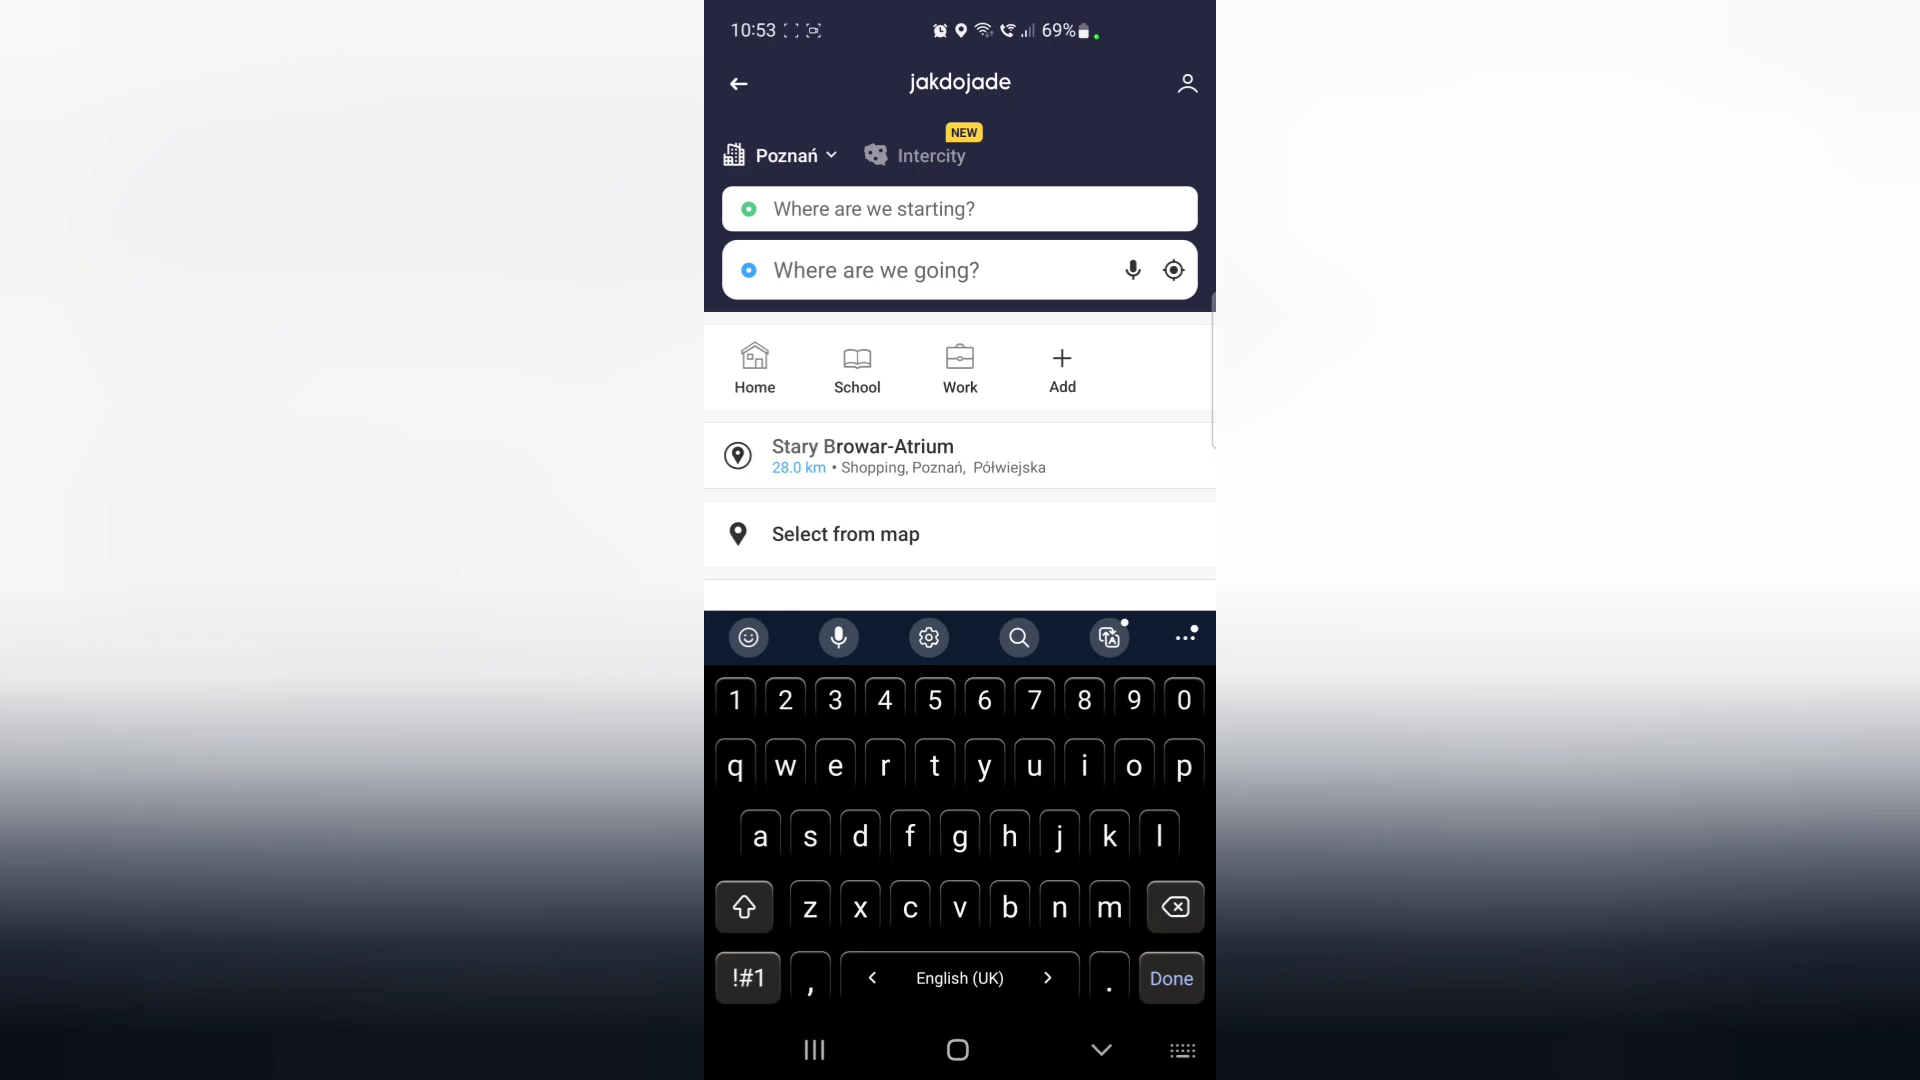 10:53 69%
jakdojade
NEW
Poznań Intercity
Where are we starting?
Where are we going?
Home School Work Add
Stary Browar-Atrium
28.0 km • Shopping, Poznań, Półwiejska
Select from map
1 2 3 4 5 6 7 8 9 0
q w e r t y u i o p
a s d f g h j k l
z x c v b n m
!#1 , < English (UK) > . Done